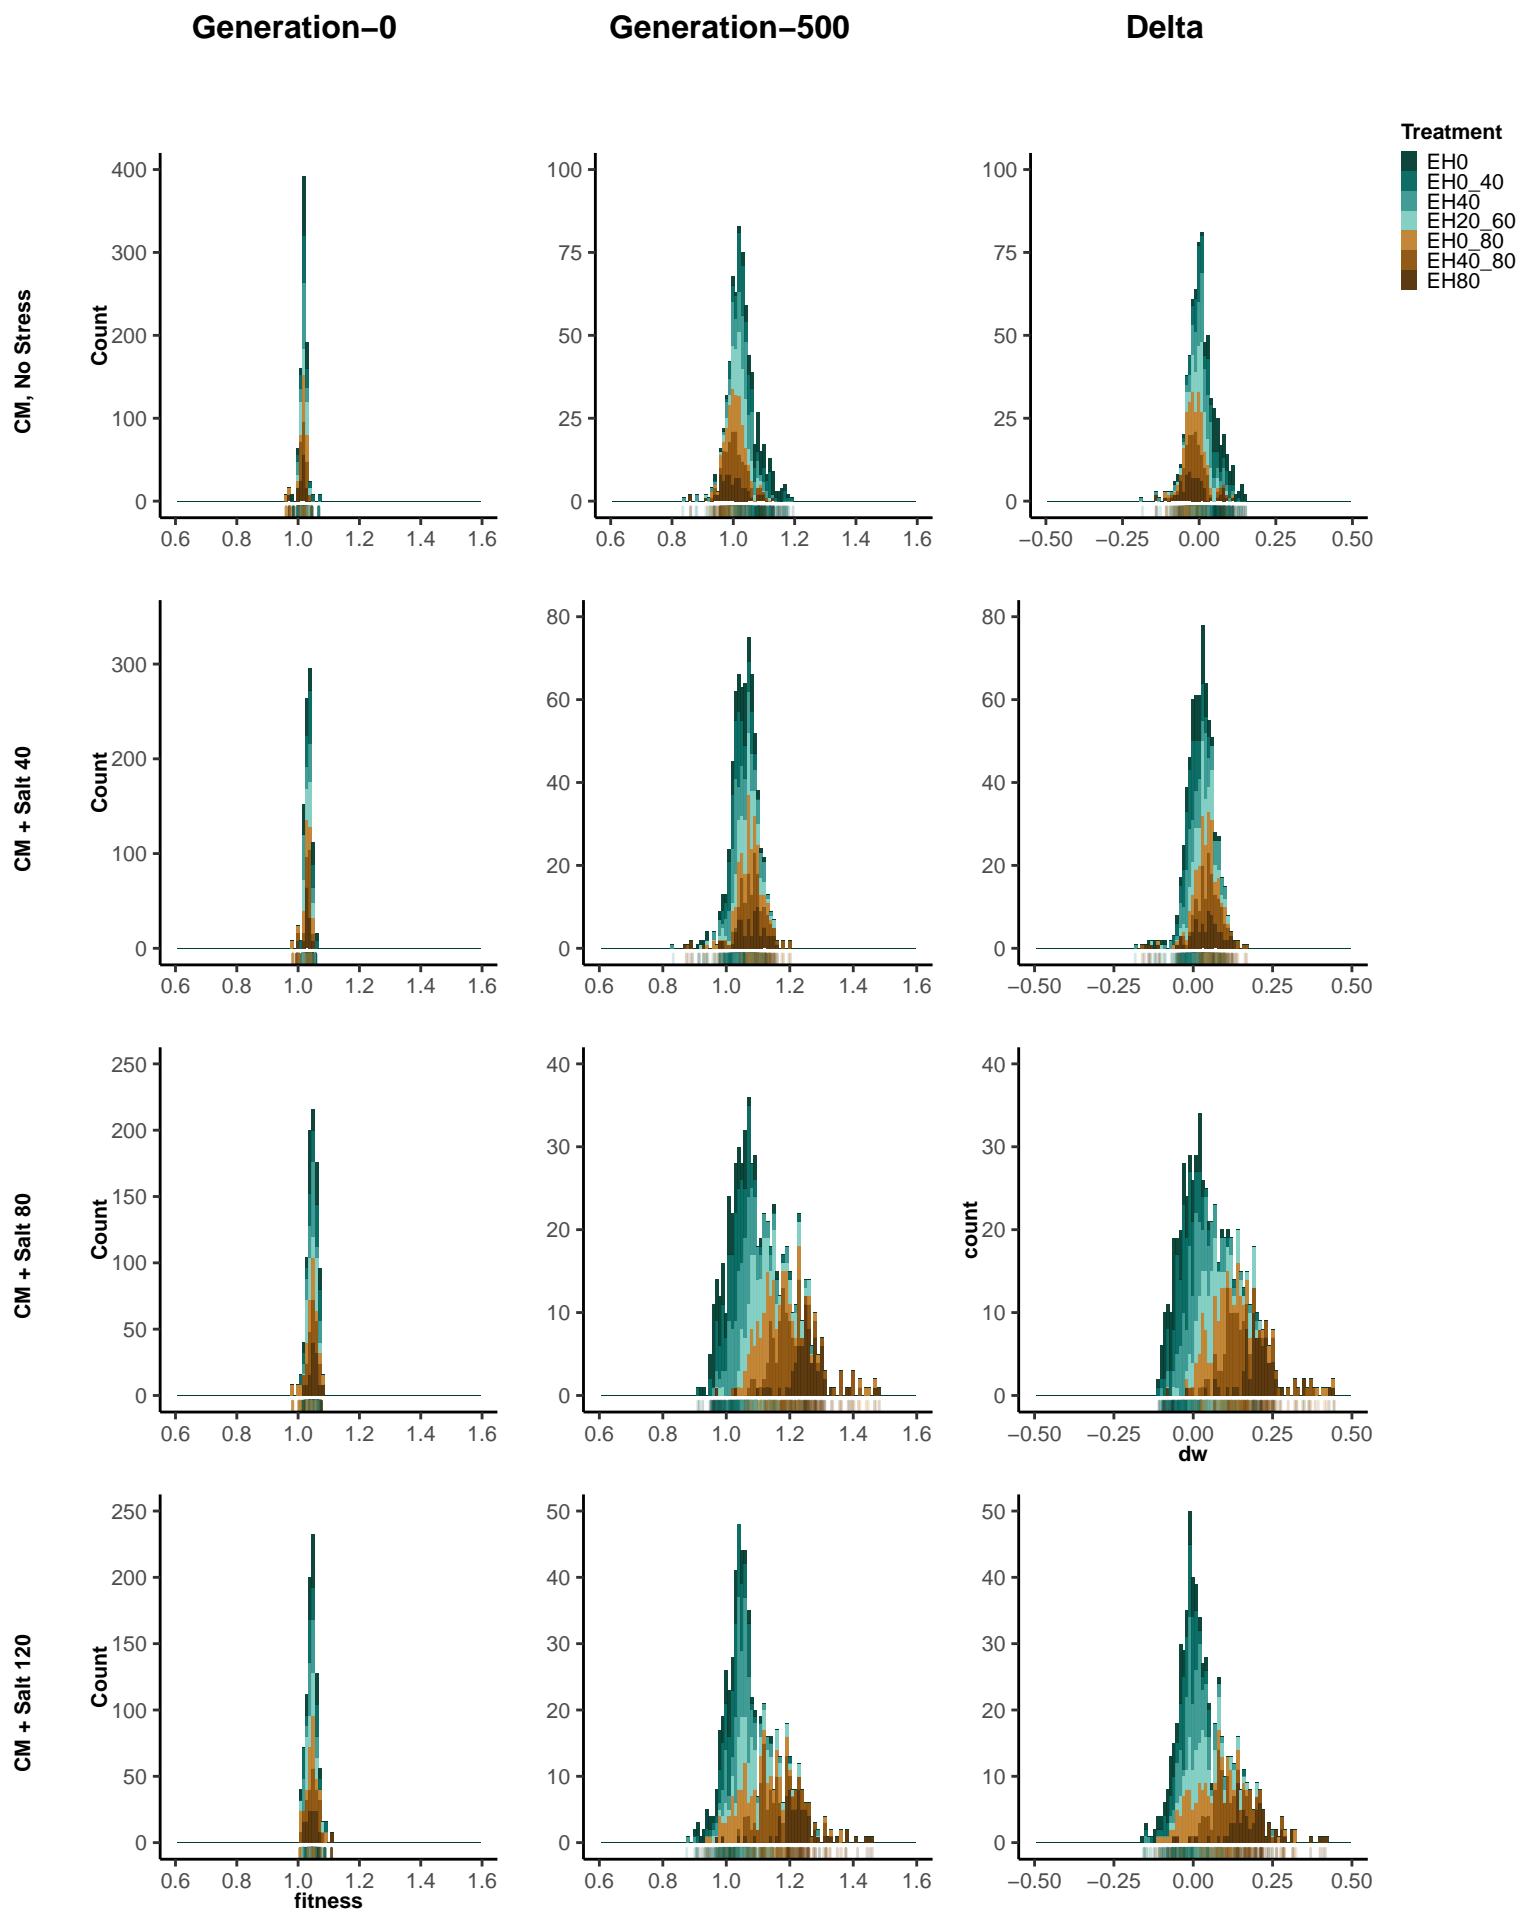 Generation−0 Generation−500 Delta
Treatment
EH0
EH0_40
EH40
EH20_60
EH0_80
EH40_80
EH80
CM, No Stress
Count
400
300
200
100
0
0.6 0.8 1.0 1.2 1.4 1.6
100
75
50
25
0
0.6 0.8 1.0 1.2 1.4 1.6
100
75
50
25
0
−0.50 −0.25 0.00 0.25 0.50
CM + Salt 40
Count
300
200
100
0
0.6 0.8 1.0 1.2 1.4 1.6
80
60
40
20
0
0.6 0.8 1.0 1.2 1.4 1.6
80
60
40
20
0
−0.50 −0.25 0.00 0.25 0.50
CM + Salt 80
Count
250
200
150
100
50
0
0.6 0.8 1.0 1.2 1.4 1.6
40
30
20
10
0
0.6 0.8 1.0 1.2 1.4 1.6
count
40
30
20
10
0
−0.50 −0.25 0.00 0.25 0.50
dw
CM + Salt 120
Count
250
200
150
100
50
0
0.6 0.8 1.0 1.2 1.4 1.6
fitness
50
40
30
20
10
0
0.6 0.8 1.0 1.2 1.4 1.6
50
40
30
20
10
0
−0.50 −0.25 0.00 0.25 0.50